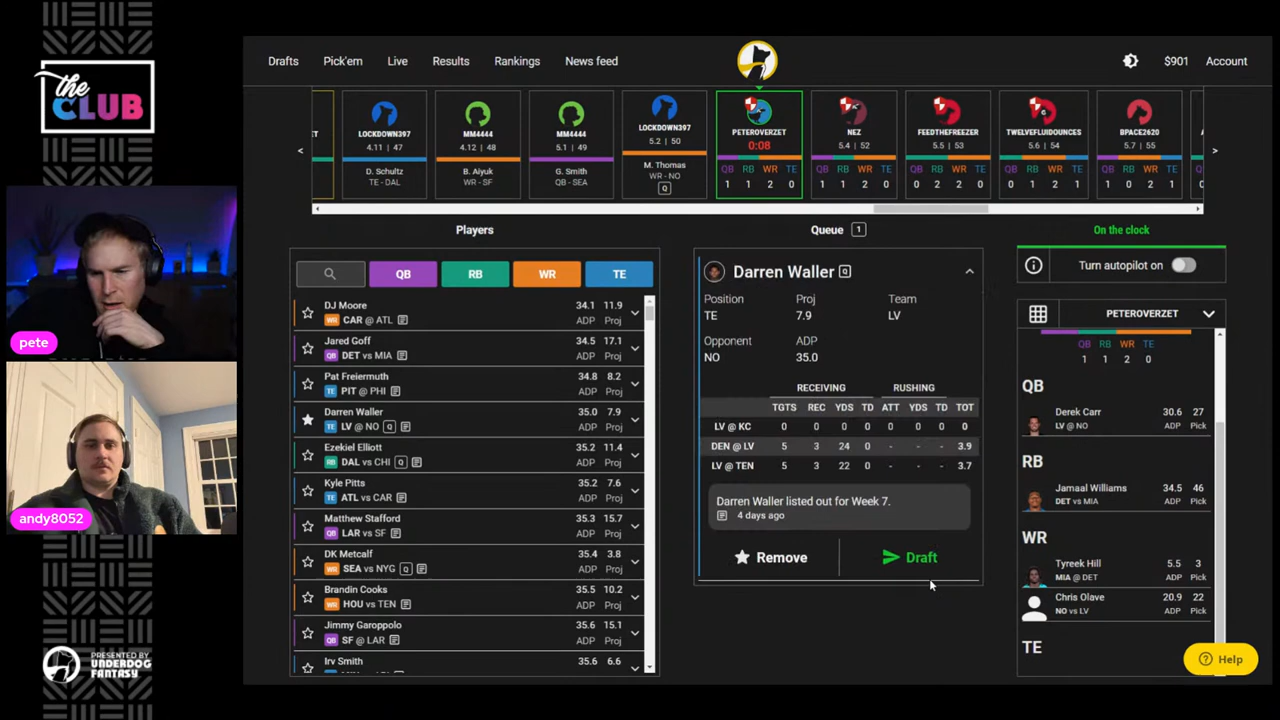 the
CLUB
Drafts
Pick'em
Live
Results
Rankings
News feed
$901
Account
<
LOCKDOWN397
4.11 | 47
D. Schultz
TE - DAL
MM4444
4.12 | 48
B. Aiyuk
WR - SF
MM4444
5.1 | 49
G. Smith
QB - SEA
LOCKDOWN397
5.2 | 50
M. Thomas
WR - NO
Q
PETEROVERZET
0:08
QB RB WR TE
1 1 2 0
NEZ
5.4 | 52
QB RB WR TE
1 1 2 0
FEEDTHEFREEZER
5.5 | 53
QB RB WR TE
0 2 2 0
TWELVEFLUIDOUNCES
5.6 | 54
QB RB WR TE
0 1 2 1
BPACE2620
5.7 | 55
QB RB WR TE
1 0 2 1
>
Players
QB
RB
WR
TE
DJ Moore 34.1 11.9
WR CAR @ ATL ADP Proj
Jared Goff 34.5 17.1
QB DET vs MIA ADP Proj
Pat Freiermuth 34.8 8.2
TE PIT @ PHI ADP Proj
Darren Waller 35.0 7.9
TE LV @ NO Q ADP Proj
Ezekiel Elliott 35.2 11.4
RB DAL vs CHI Q ADP Proj
Kyle Pitts 35.2 7.6
TE ATL vs CAR ADP Proj
Matthew Stafford 35.3 15.7
QB LAR vs SF ADP Proj
DK Metcalf 35.4 3.8
WR SEA vs NYG Q ADP Proj
Brandin Cooks 35.5 10.2
WR HOU vs TEN ADP Proj
Jimmy Garoppolo 35.6 15.1
QB SF @ LAR ADP Proj
Irv Smith 35.6 6.6
Queue 1
Darren Waller Q
Position Proj Team
TE 7.9 LV
Opponent ADP
NO 35.0
RECEIVING RUSHING
TGTS REC YDS TD ATT YDS TD TOT
LV @ KC 0 0 0 0 0 0 0 0
DEN @ LV 5 3 24 0 - - - 3.9
LV @ TEN 5 3 22 0 - - - 3.7
Darren Waller listed out for Week 7.
4 days ago
Remove
Draft
On the clock
Turn autopilot on
PETEROVERZET
QB RB WR TE
1 1 2 0
QB
Derek Carr 30.6 27
LV @ NO ADP Pick
RB
Jamaal Williams 34.5 46
DET vs MIA ADP Pick
WR
Tyreek Hill 5.5 3
MIA @ DET ADP Pick
Chris Olave 20.9 22
NO vs LV ADP Pick
TE
Help
pete
andy8052
PRESENTED BY
UNDERDOG
FANTASY